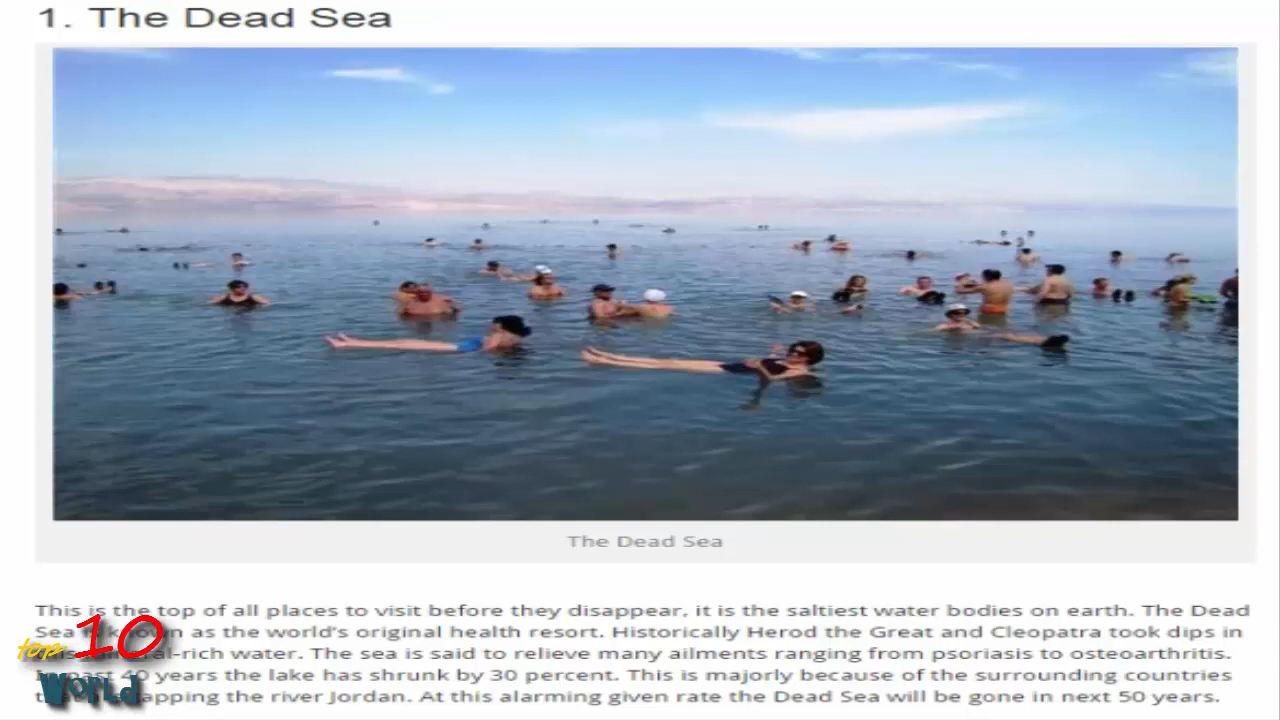 1. The Dead Sea
The Dead Sea
This is the top of all places to visit before they disappear, it is the saltiest water bodies on earth. The Dead
Sea is known as the world's original health resort. Historically Herod the Great and Cleopatra took dips in
-rich water. The sea is said to relieve many ailments ranging from psoriasis to osteoarthritis.
40 years the lake has shrunk by 30 percent. This is majorly because of the surrounding countries
the river Jordan. At this alarming given rate the Dead Sea will be gone in next 50 years.
top 10
World